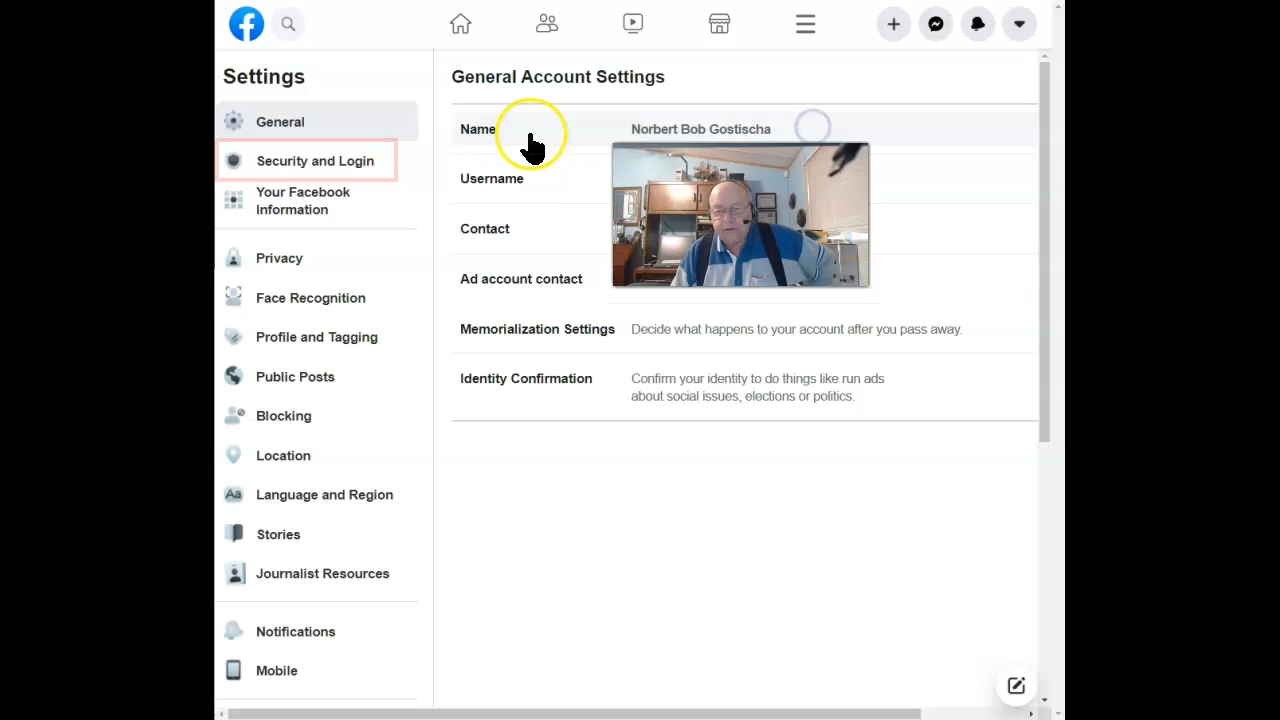 Settings
General
Security and Login
Your Facebook
Information
Privacy
Face Recognition
Profile and Tagging
Public Posts
Blocking
Location
Aa
Language and Region
Stories
Journalist Resources
Notifications
Mobile
General Account Settings
Name
Norbert Bob Gostischa
Username
Contact
Ad account contact
Memorialization Settings
Decide what happens to your account after you pass away.
Identity Confirmation
Confirm your identity to do things like run ads
about social issues, elections or politics.